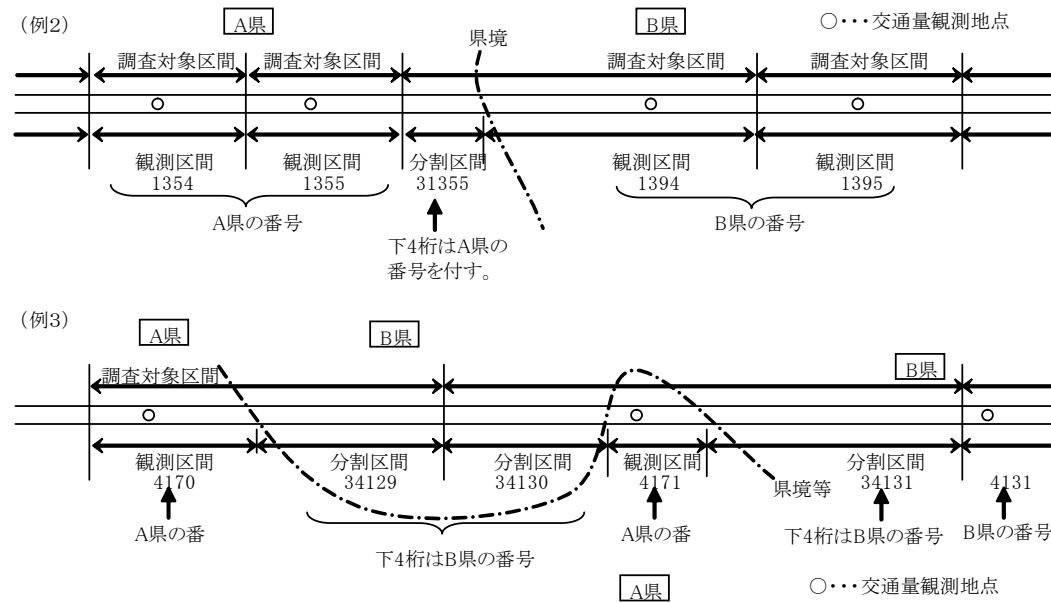 (例2)
A県
県境
B県
○・・・交通量観測地点
調査対象区間
調査対象区間
調査対象区間
調査対象区間
観測区間
1354
観測区間
1355
分割区間
31355
観測区間
1394
観測区間
1395
A県の番号
B県の番号
下4桁はA県の
番号を付す。
(例3)
A県
B県
B県
調査対象区間
観測区間
4170
分割区間
34129
分割区間
34130
観測区間
4171
県境等
分割区間
34131
4131
A県の番
下4桁はB県の番号
A県の番
下4桁はB県の番号
B県の番号
A県
○・・・交通量観測地点